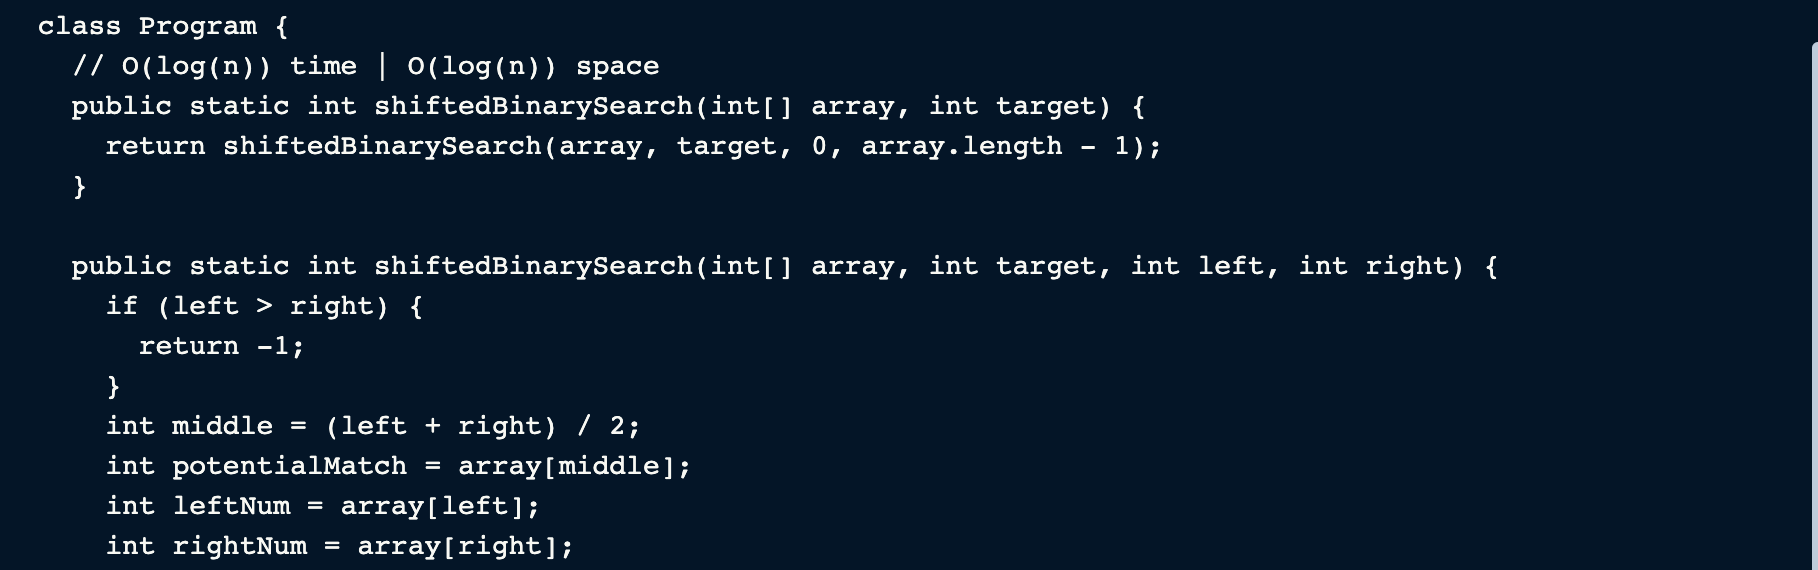 class Program {
  // O(log(n)) time | O(log(n)) space
  public static int shiftedBinarySearch(int[] array, int target) {
    return shiftedBinarySearch(array, target, 0, array.length - 1);
  }

  public static int shiftedBinarySearch(int[] array, int target, int left, int right) {
    if (left > right) {
      return -1;
    }
    int middle = (left + right) / 2;
    int potentialMatch = array[middle];
    int leftNum = array[left];
    int rightNum = array[right];